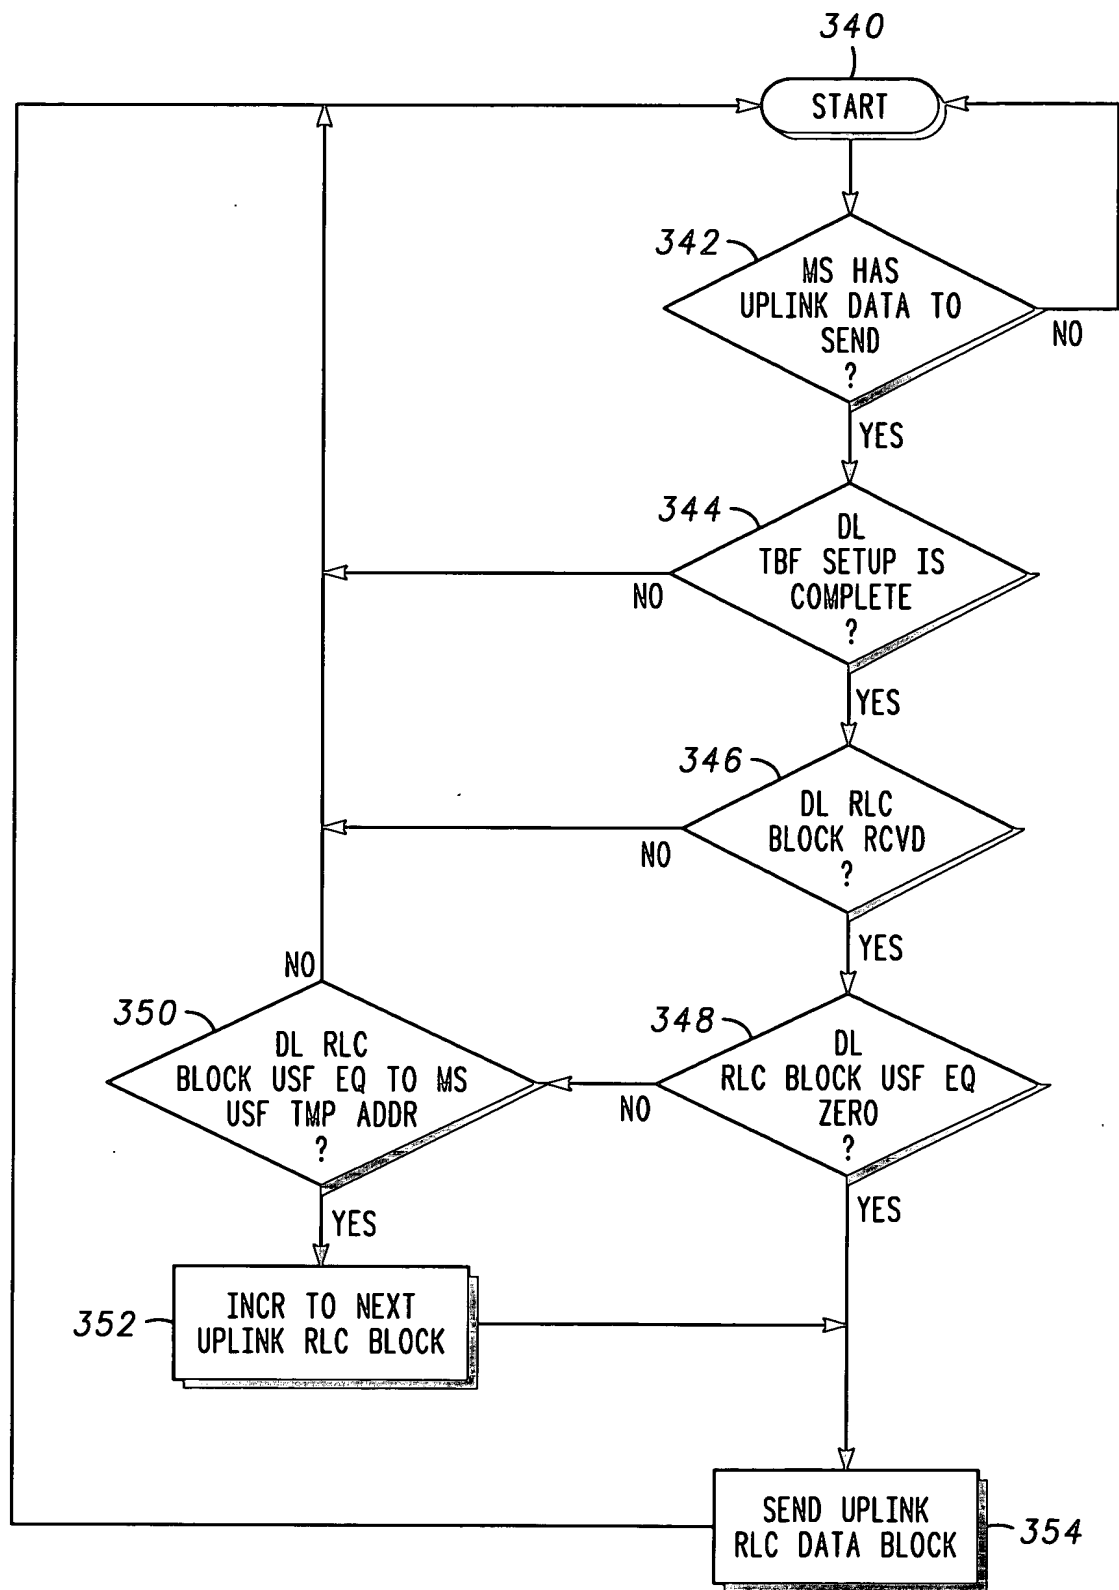 340
START
342
MS HAS
UPLINK DATA TO
SEND
?
NO
YES
344
DL
TBF SETUP IS
COMPLETE
?
NO
YES
346
DL RLC
BLOCK RCVD
?
NO
YES
NO
350
DL RLC
BLOCK USF EQ TO MS
USF TMP ADDR
?
348
DL
RLC BLOCK USF EQ
ZERO
?
NO
YES
YES
352
INCR TO NEXT
UPLINK RLC BLOCK
SEND UPLINK
RLC DATA BLOCK
354